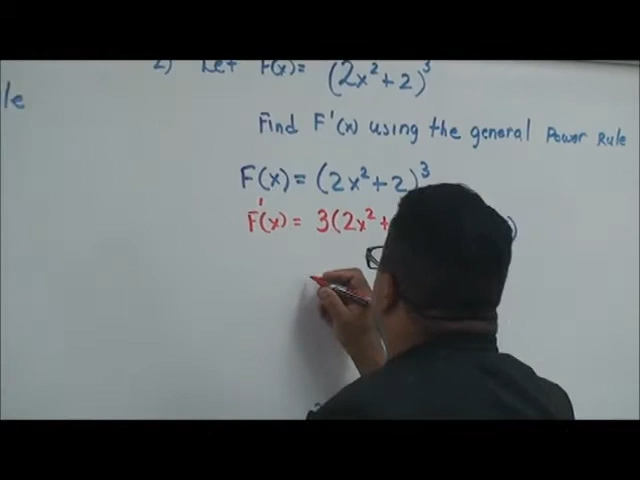 le
2) Let F(x)= (2x²+2)³
Find F'(x) using the general Power Rule
F(x)= (2x²+2)³
F'(x)= 3(2x²+ )